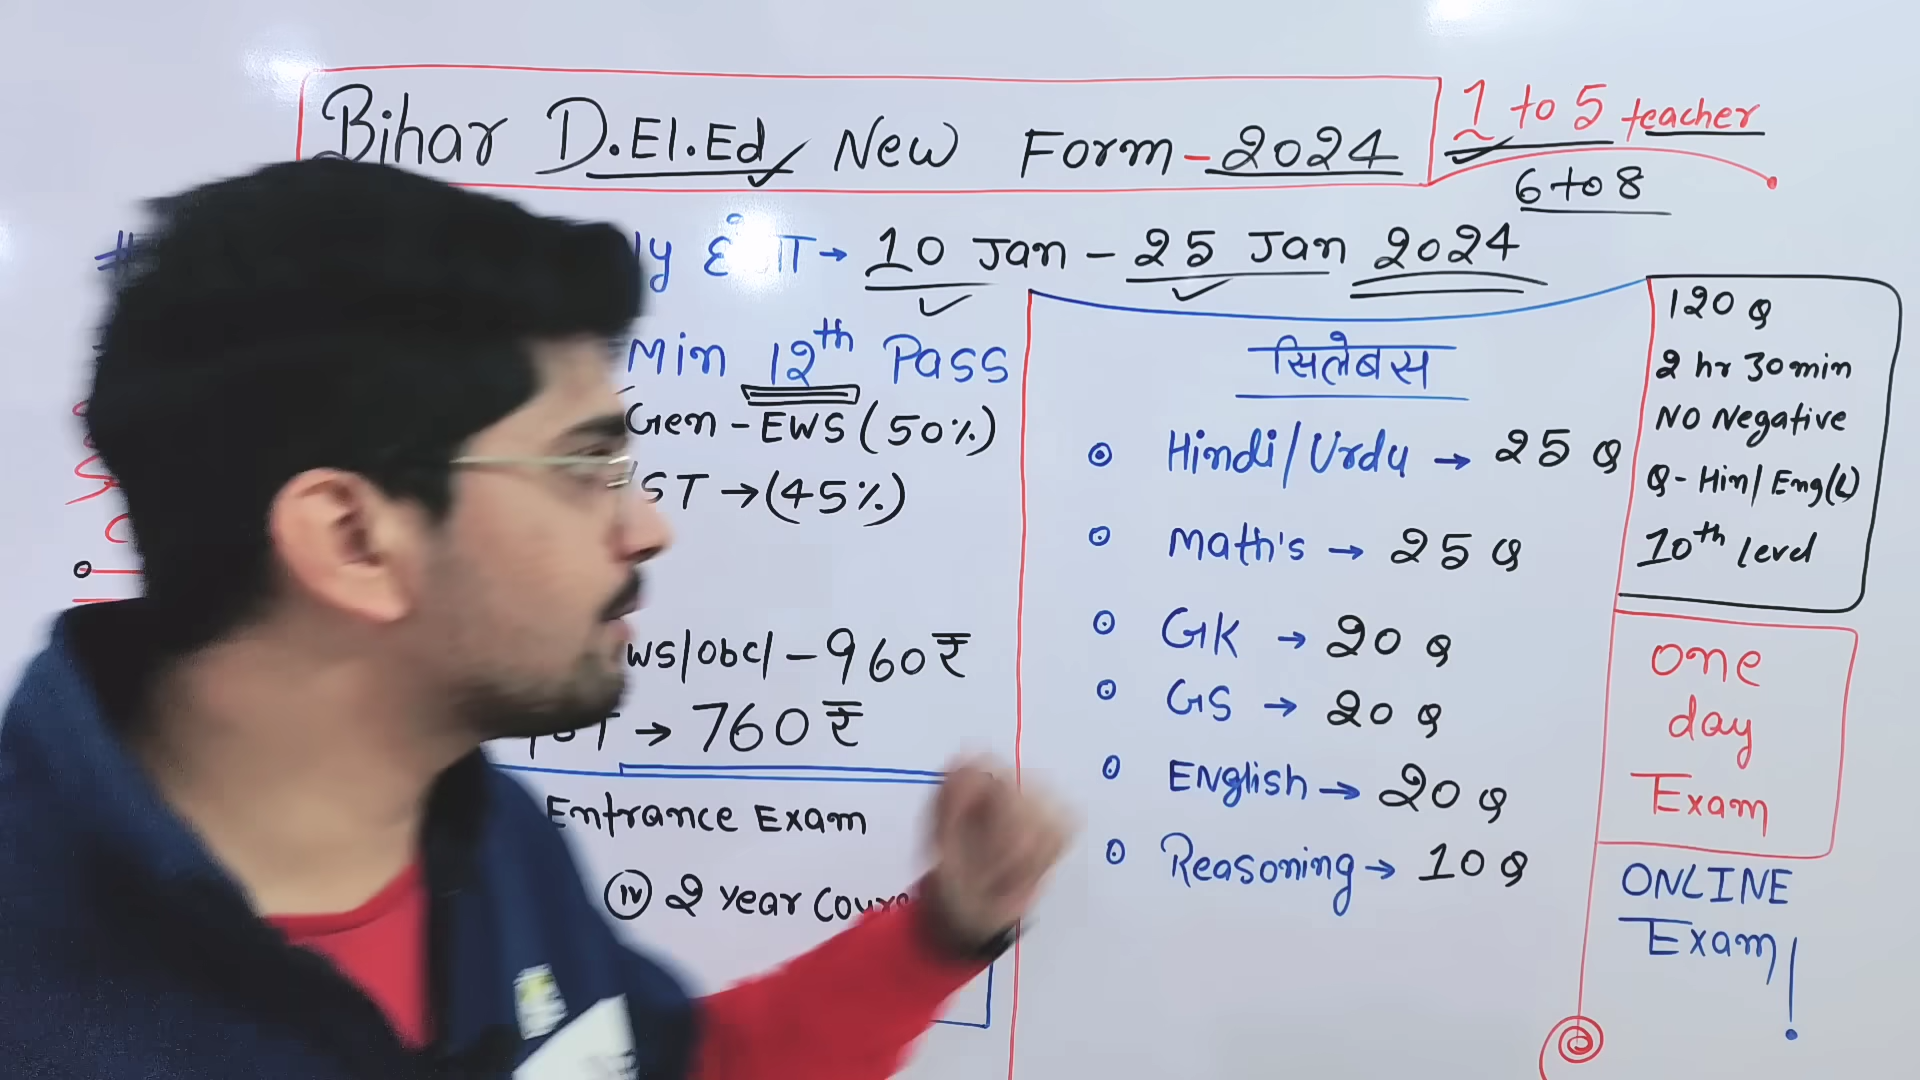 Bihar D.El.Ed New Form - 2024
1 to 5 teacher
6 to 8
10 Jan - 25 Jan 2024
Min 12th Pass
Gen - EWS (50%)
ST → (45%)
WS/obc/ - 960₹
→ 760₹
Entrance Exam
(iv) 2 Year
सिलेबस
Hindi/Urdu → 25 Q
Math's → 25 Q
GK → 20 Q
GS → 20 Q
English → 20 Q
Reasoning → 10 Q
120 Q
2 hr 30 min
No Negative
Q - Hin/Eng(L)
10th level
one
day
Exam
ONLINE
Exam!